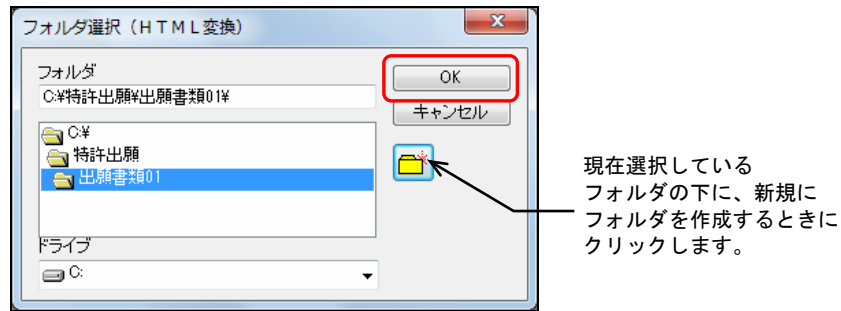 フォルダ選択（ＨＴＭＬ変換）
フォルダ
C:¥特許出願¥出願書類01¥
OK
キャンセル
C:¥
特許出願
出願書類01
ドライブ
C:
現在選択している
フォルダの下に、新規に
フォルダを作成するときに
クリックします。